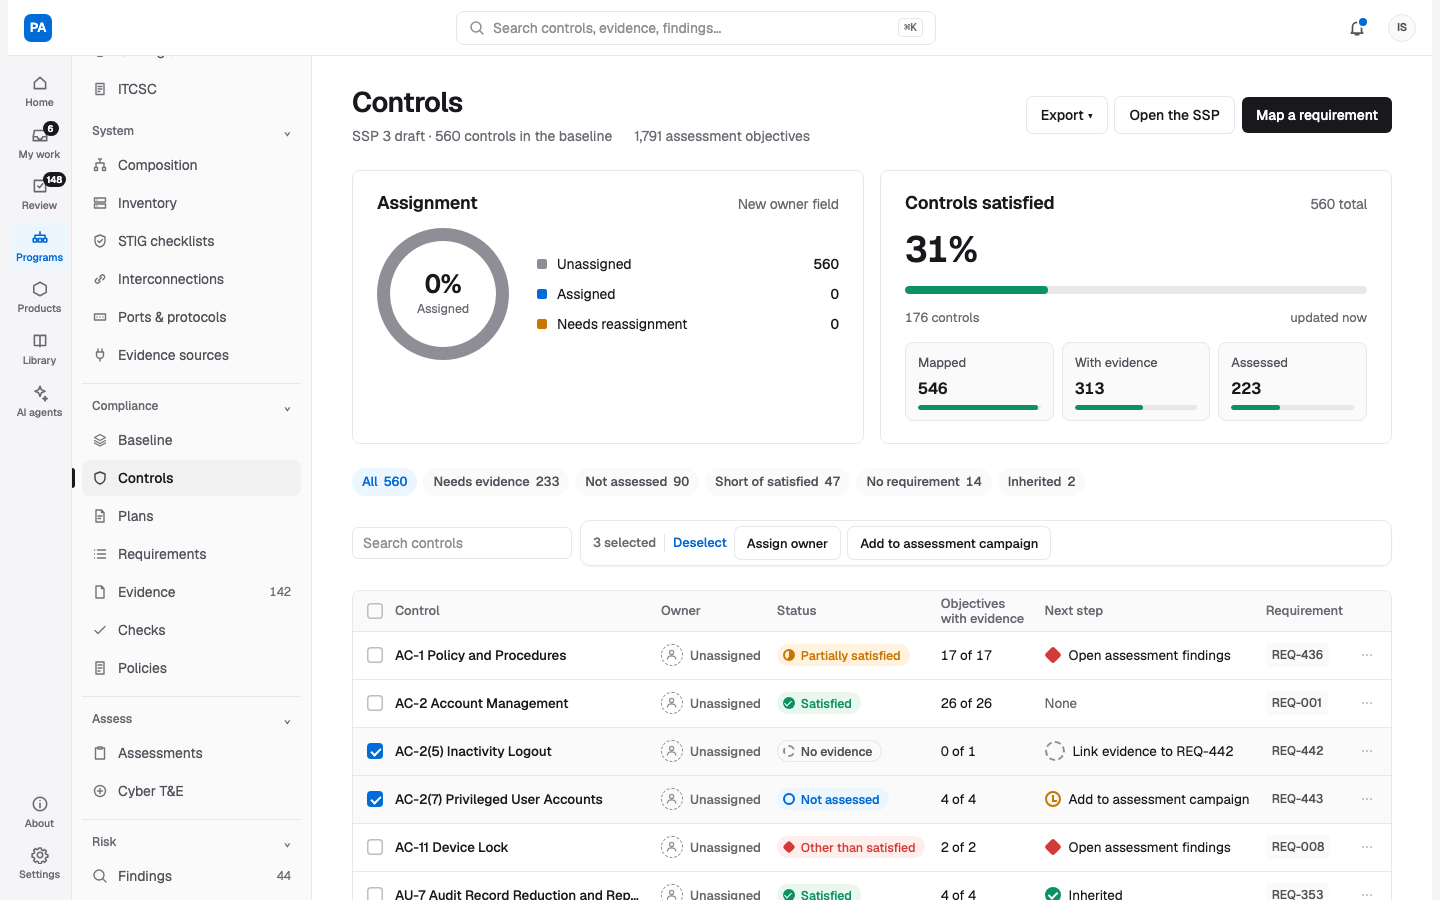 PA
Search controls, evidence, findings...
⌘K
IS
Home
6
My work
148
Review
Programs
Products
Library
AI agents
About
Settings
ITCSC
System
Composition
Inventory
STIG checklists
Interconnections
Ports & protocols
Evidence sources
Compliance
Baseline
Controls
Plans
Requirements
Evidence 142
Checks
Policies
Assess
Assessments
Cyber T&E
Risk
Findings 44
Controls
SSP 3 draft · 560 controls in the baseline 1,791 assessment objectives
Export ▾
Open the SSP
Map a requirement
Assignment
New owner field
0%
Assigned
Unassigned 560
Assigned 0
Needs reassignment 0
Controls satisfied
560 total
31%
176 controls
updated now
Mapped
546
With evidence
313
Assessed
223
All 560
Needs evidence 233
Not assessed 90
Short of satisfied 47
No requirement 14
Inherited 2
Search controls
3 selected
Deselect
Assign owner
Add to assessment campaign
Control
Owner
Status
Objectives
with evidence
Next step
Requirement
AC-1 Policy and Procedures Unassigned Partially satisfied 17 of 17 Open assessment findings REQ-436 ···
AC-2 Account Management Unassigned Satisfied 26 of 26 None REQ-001 ···
AC-2(5) Inactivity Logout Unassigned No evidence 0 of 1 Link evidence to REQ-442 REQ-442 ···
AC-2(7) Privileged User Accounts Unassigned Not assessed 4 of 4 Add to assessment campaign REQ-443 ···
AC-11 Device Lock Unassigned Other than satisfied 2 of 2 Open assessment findings REQ-008 ···
AU-7 Audit Record Reduction and Rep... Unassigned Satisfied 4 of 4 Inherited REQ-353 ···